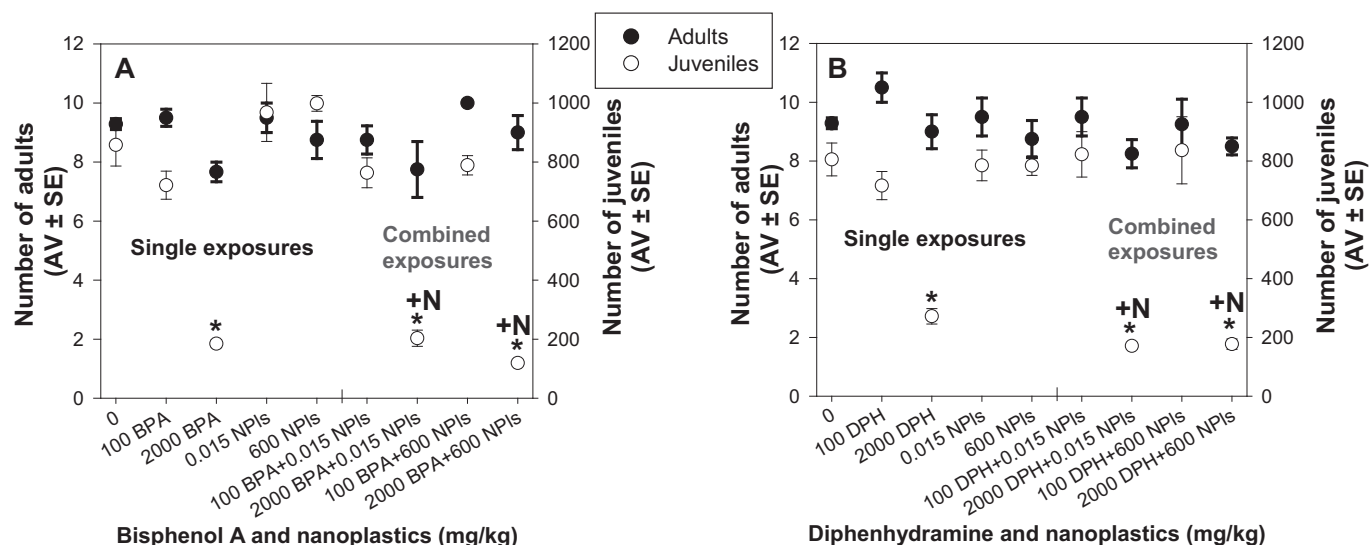 Adults
Juveniles
A
12
10
8
6
4
2
0
1200
1000
800
600
400
200
0
Number of adults
(AV ± SE)
Number of juveniles
(AV ± SE)
Single exposures
Combined
exposures
*
+N
*
+N
*
0
100 BPA
2000 BPA
0.015 NPls
600 NPls
100 BPA+0.015 NPls
2000 BPA+0.015 NPls
100 BPA+600 NPls
2000 BPA+600 NPLs
Bisphenol A and nanoplastics (mg/kg)
B
12
10
8
6
4
2
0
1200
1000
800
600
400
200
0
Number of adults
(AV ± SE)
Number of juveniles
(AV ± SE)
Single exposures
Combined
exposures
*
+N
*
+N
*
0
100 DPH
2000 DPH
0.015 NPls
600 NPls
100 DPH+0.015 NPls
2000 DPH+0.015 NPls
100 DPH+600 NPls
2000 DPH+600 NPLs
Diphenhydramine and nanoplastics (mg/kg)